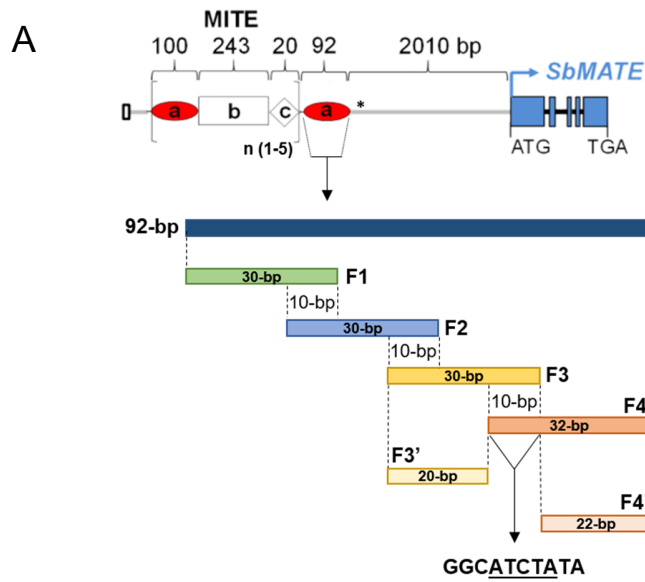 A
MITE
100 243 20 92 2010 bp
SbMATE
a b c a *
n (1-5)
ATG TGA
92-bp
30-bp F1
10-bp
30-bp F2
10-bp
30-bp F3
10-bp
F4
32-bp
F3’
20-bp
F4
22-bp
GGCATCTATA